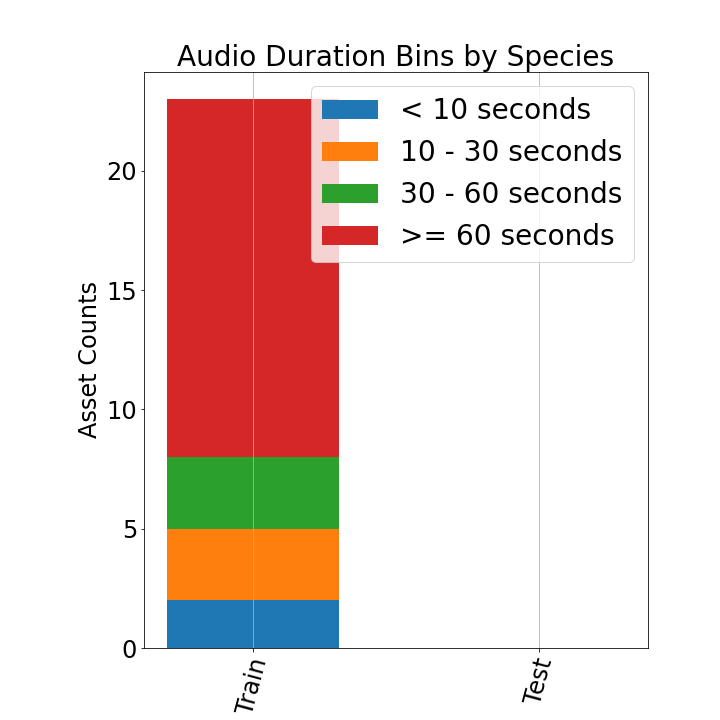 Audio Duration Bins by Species
< 10 seconds
10 - 30 seconds
30 - 60 seconds
>= 60 seconds
20
15
10
5
0
Asset Counts
Train
Test